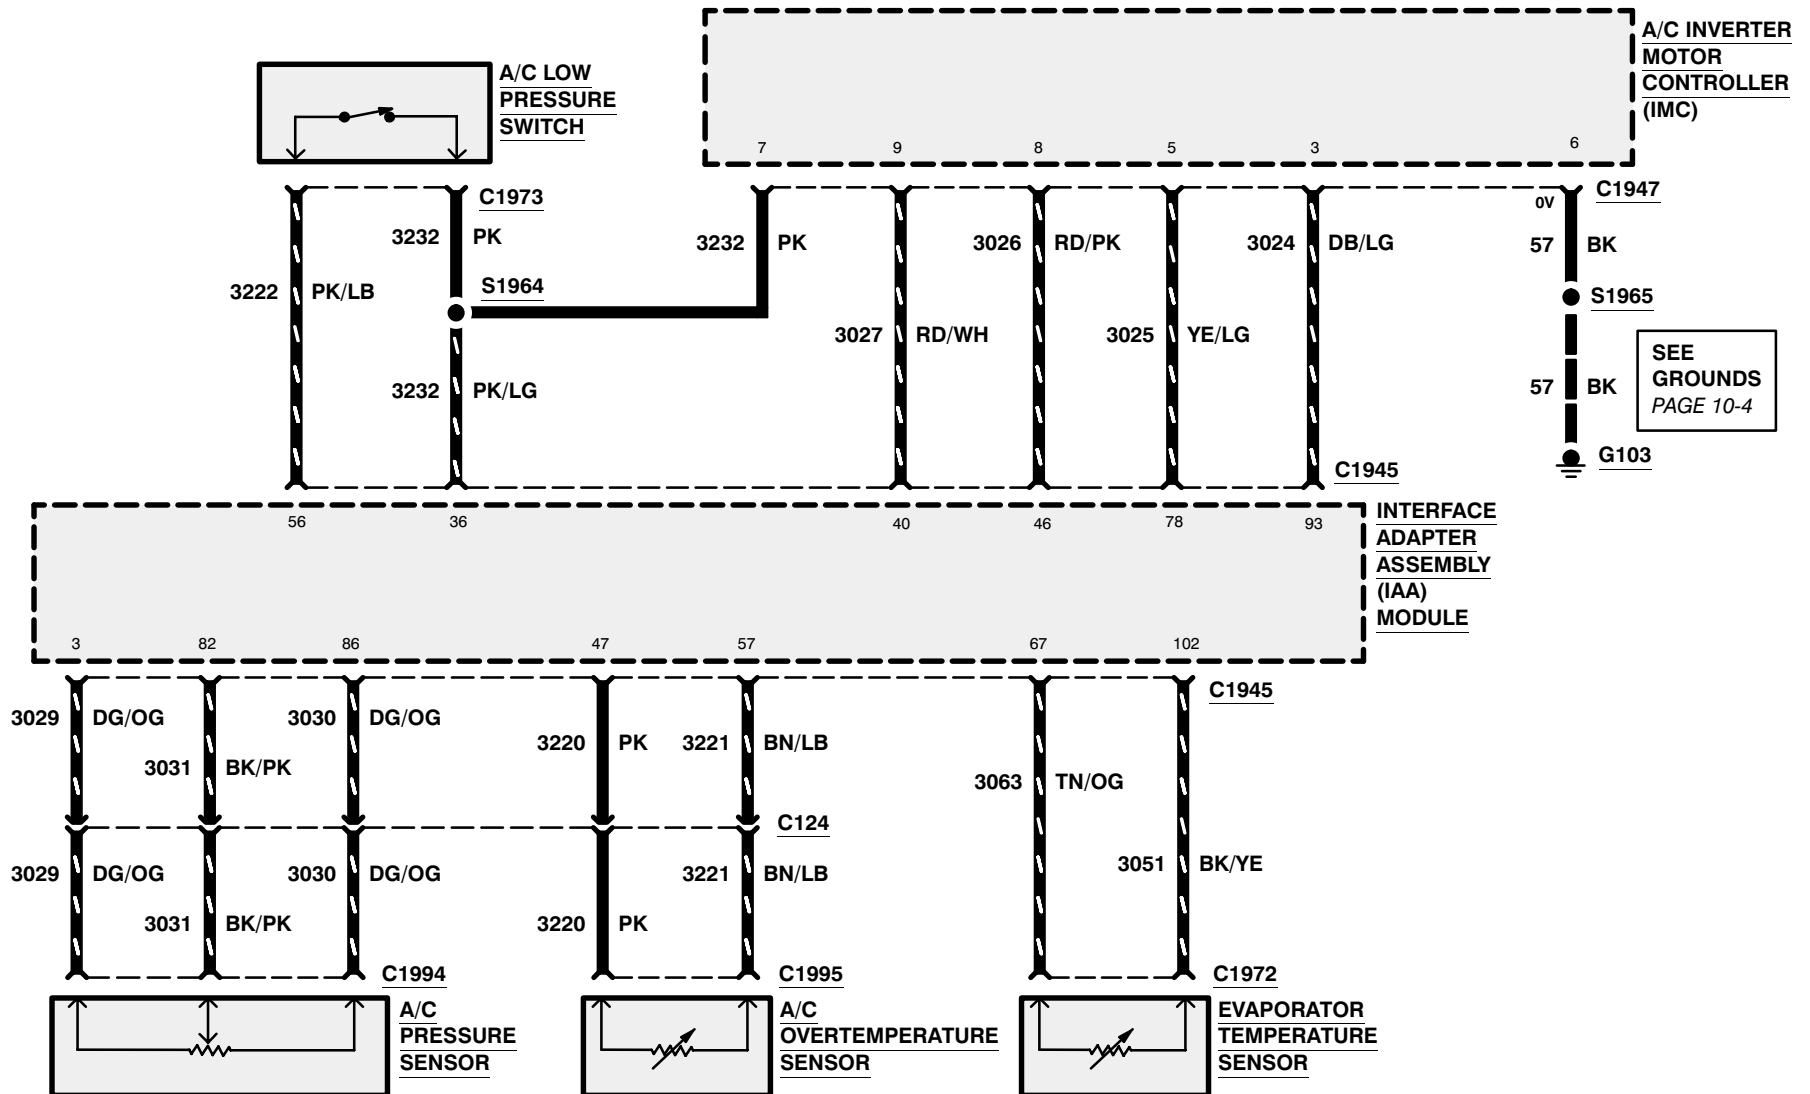 A/C INVERTER
MOTOR
CONTROLLER
(IMC)
A/C LOW
PRESSURE
SWITCH
7 9 8 5 3 6
C1973
C1947
0V
3232 PK
3232 PK
3026 RD/PK
3024 DB/LG
57 BK
3222 PK/LB
S1964
S1965
3027 RD/WH
3025 YE/LG
SEE
GROUNDS
PAGE 10-4
3232 PK/LG
57 BK
G103
C1945
56 36 40 46 78 93
INTERFACE
ADAPTER
ASSEMBLY
(IAA)
MODULE
3 82 86 47 57 67 102
C1945
3029 DG/OG
3030 DG/OG
3220 PK
3221 BN/LB
3031 BK/PK
3063 TN/OG
C124
3029 DG/OG
3030 DG/OG
3221 BN/LB
3051 BK/YE
3031 BK/PK
3220 PK
C1994
C1995
C1972
A/C
PRESSURE
SENSOR
A/C
OVERTEMPERATURE
SENSOR
EVAPORATOR
TEMPERATURE
SENSOR